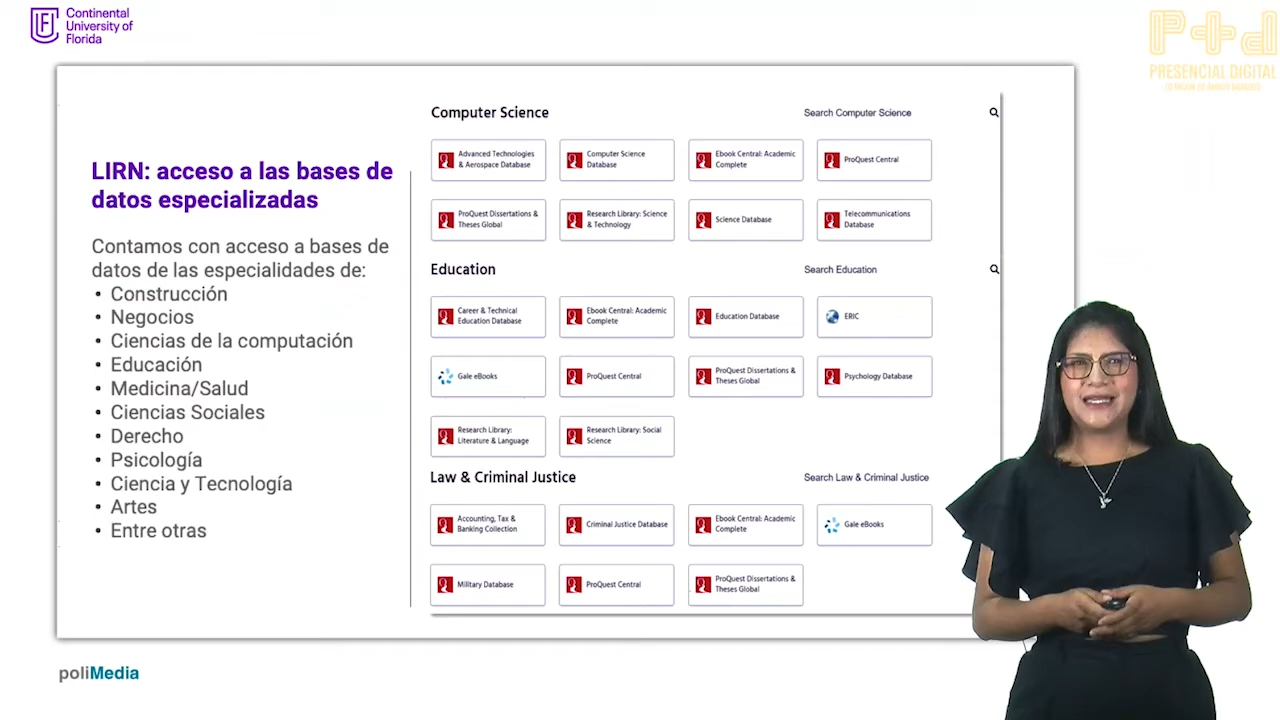 Continental
University of
Florida
P+d
PRESENCIAL DIGITAL
LIRN: acceso a las bases de
datos especializadas
Contamos con acceso a bases de
datos de las especialidades de:
• Construcción
• Negocios
• Ciencias de la computación
• Educación
• Medicina/Salud
• Ciencias Sociales
• Derecho
• Psicología
• Ciencia y Tecnología
• Artes
• Entre otras
Computer Science
Search Computer Science
Advanced Technologies
& Aerospace Database
Computer Science
Database
Ebook Central: Academic
Complete
ProQuest Central
ProQuest Dissertations &
Theses Global
Research Library: Science
& Technology
Science Database
Telecommunications
Database
Education
Search Education
Career & Technical
Education Database
Ebook Central: Academic
Complete
Education Database
ERIC
Gale eBooks
ProQuest Central
ProQuest Dissertations &
Theses Global
Psychology Database
Research Library:
Literature & Language
Research Library: Social
Science
Law & Criminal Justice
Search Law & Criminal Justice
Accounting, Tax &
Banking Collection
Criminal Justice Database
Ebook Central: Academic
Complete
Gale eBooks
Military Database
ProQuest Central
ProQuest Dissertations &
Theses Global
poliMedia